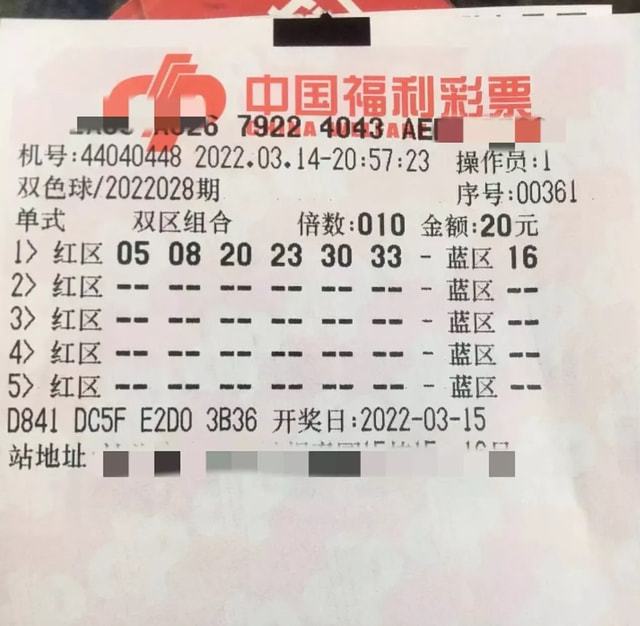 中国福利彩票
7922 4043
机号:44040448 2022.03.14-20:57:23 操作员:1
双色球/2022028期 序号:00361
单式 双区组合 倍数:010 金额:20元
1> 红区 05 08 20 23 30 33 - 蓝区 16
2> 红区 -- -- -- -- -- -- - 蓝区 --
3> 红区 -- -- -- -- -- -- - 蓝区 --
4> 红区 -- -- -- -- -- -- - 蓝区 --
5> 红区 -- -- -- -- -- -- - 蓝区 --
D841 DC5F E2D0 3B36 开奖日:2022-03-15
站地址